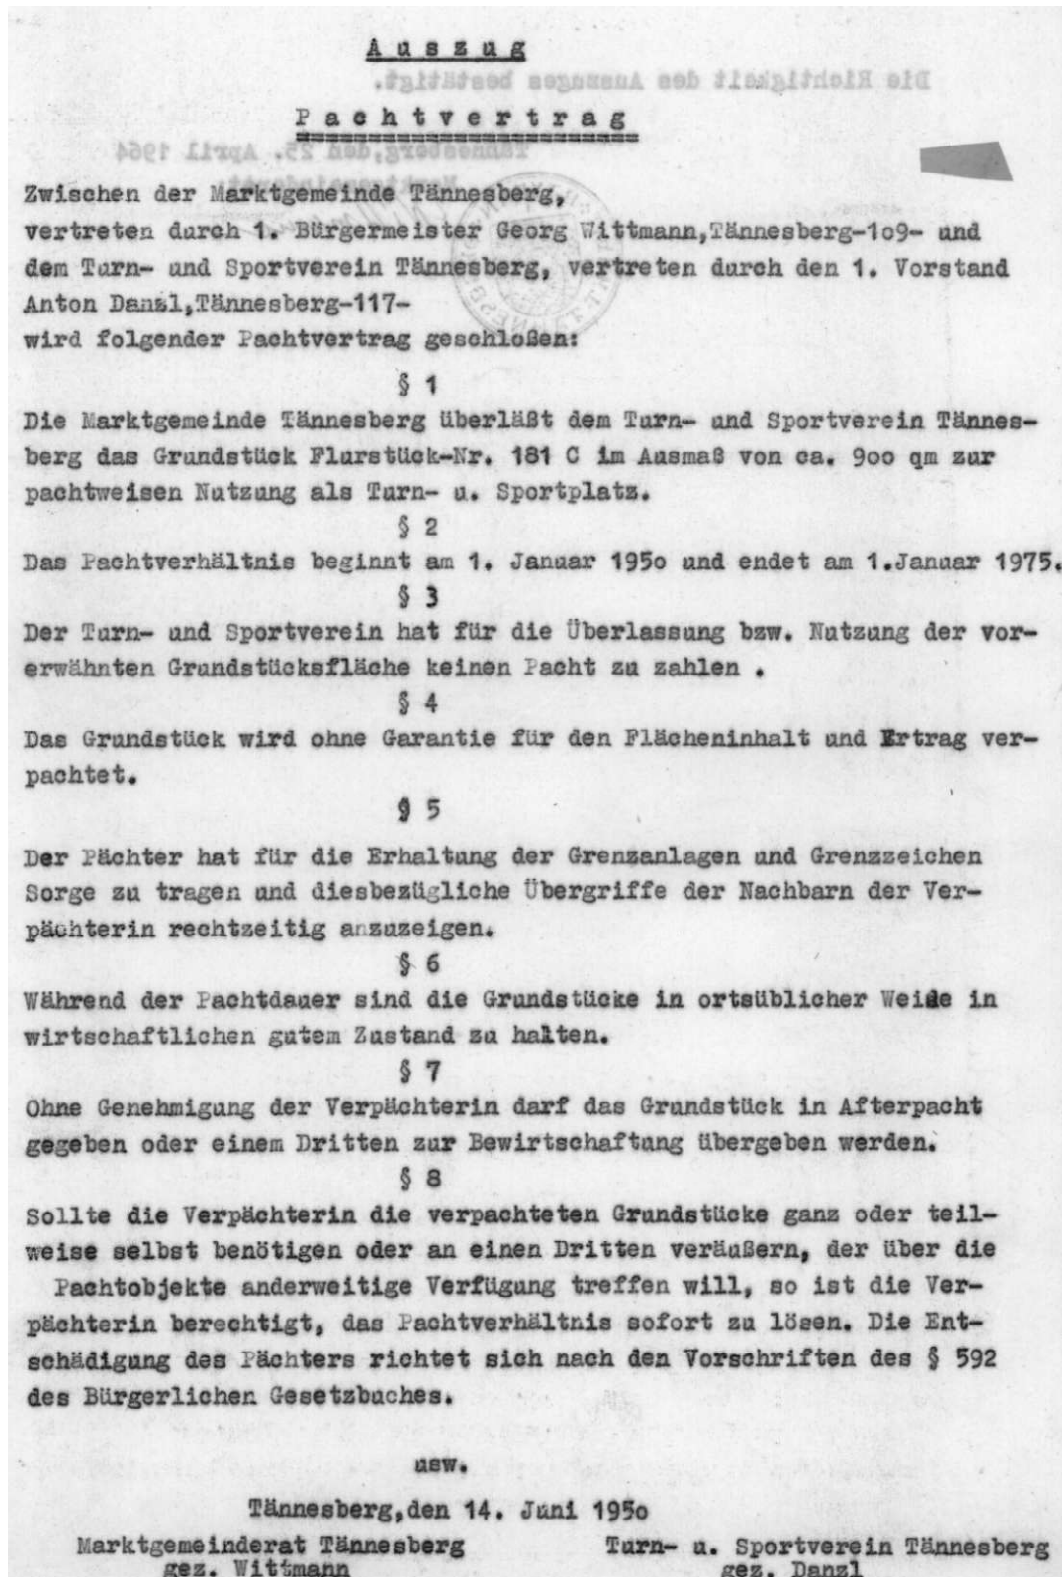 A u s z u g
Die Richtigkeit des Auszuges bestätigt.
P a c h t v e r t r a g
Tännesberg,den 25. April 1964
Zwischen der Marktgemeinde Tännesberg,
vertreten durch 1. Bürgermeister Georg Wittmann,Tännesberg-1o9- und
dem Turn- und Sportverein Tännesberg, vertreten durch den 1. Vorstand
Anton Danzl,Tännesberg-117-
wird folgender Pachtvertrag geschloßen:
§ 1
Die Marktgemeinde Tännesberg überläßt dem Turn- und Sportverein Tännes-
berg das Grundstück Flurstück-Nr. 181 C im Ausmaß von ca. 9oo qm zur
pachtweisen Nutzung als Turn- u. Sportplatz.
§ 2
Das Pachtverhältnis beginnt am 1. Januar 195o und endet am 1.Januar 1975.
§ 3
Der Turn- und Sportverein hat für die Überlassung bzw. Nutzung der vor-
erwähnten Grundstücksfläche keinen Pacht zu zahlen .
§ 4
Das Grundstück wird ohne Garantie für den Flächeninhalt und Ertrag ver-
pachtet.
§ 5
Der Pächter hat für die Erhaltung der Grenzanlagen und Grenzzeichen
Sorge zu tragen und diesbezügliche Übergriffe der Nachbarn der Ver-
pächterin rechtzeitig anzuzeigen.
§ 6
Während der Pachtdauer sind die Grundstücke in ortsüblicher Weide in
wirtschaftlichen gutem Zustand zu halten.
§ 7
Ohne Genehmigung der Verpächterin darf das Grundstück in Afterpacht
gegeben oder einem Dritten zur Bewirtschaftung übergeben werden.
§ 8
Sollte die Verpächterin die verpachteten Grundstücke ganz oder teil-
weise selbst benötigen oder an einen Dritten veräußern, der über die
Pachtobjekte anderweitige Verfügung treffen will, so ist die Ver-
pächterin berechtigt, das Pachtverhältnis sofort zu lösen. Die Ent-
schädigung des Pächters richtet sich nach den Vorschriften des § 592
des Bürgerlichen Gesetzbuches.
usw.
Tännesberg,den 14. Juni 195o
Marktgemeinderat Tännesberg Turn- u. Sportverein Tännesberg
gez. Wittmann gez. Danzl